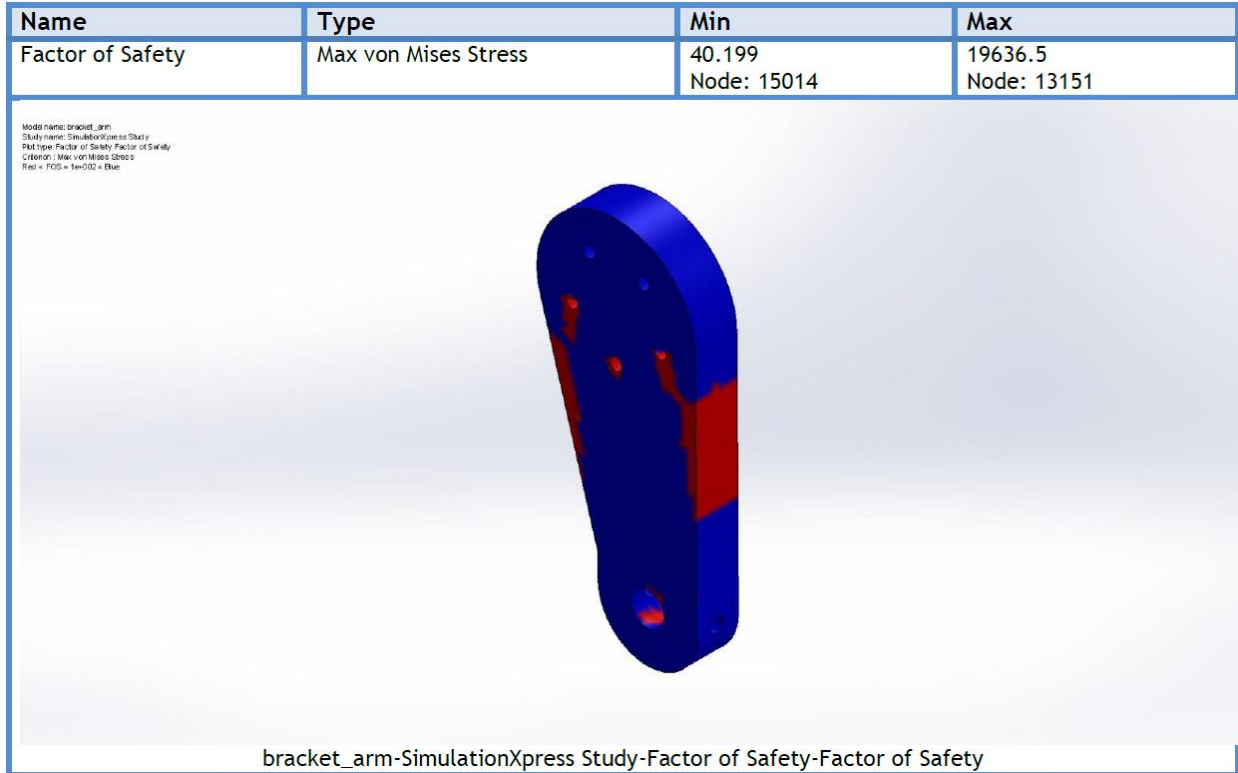 Name Type Min Max
Factor of Safety Max von Mises Stress 40.199 19636.5
Node: 15014 Node: 13151
Model name: bracket_arm
Study name: SimulationXpress Study
Plot type: Factor of Safety Factor of Safety
Criterion : Max von Mises Stress
Red < FOS = 1e+002 < Blue
bracket_arm-SimulationXpress Study-Factor of Safety-Factor of Safety